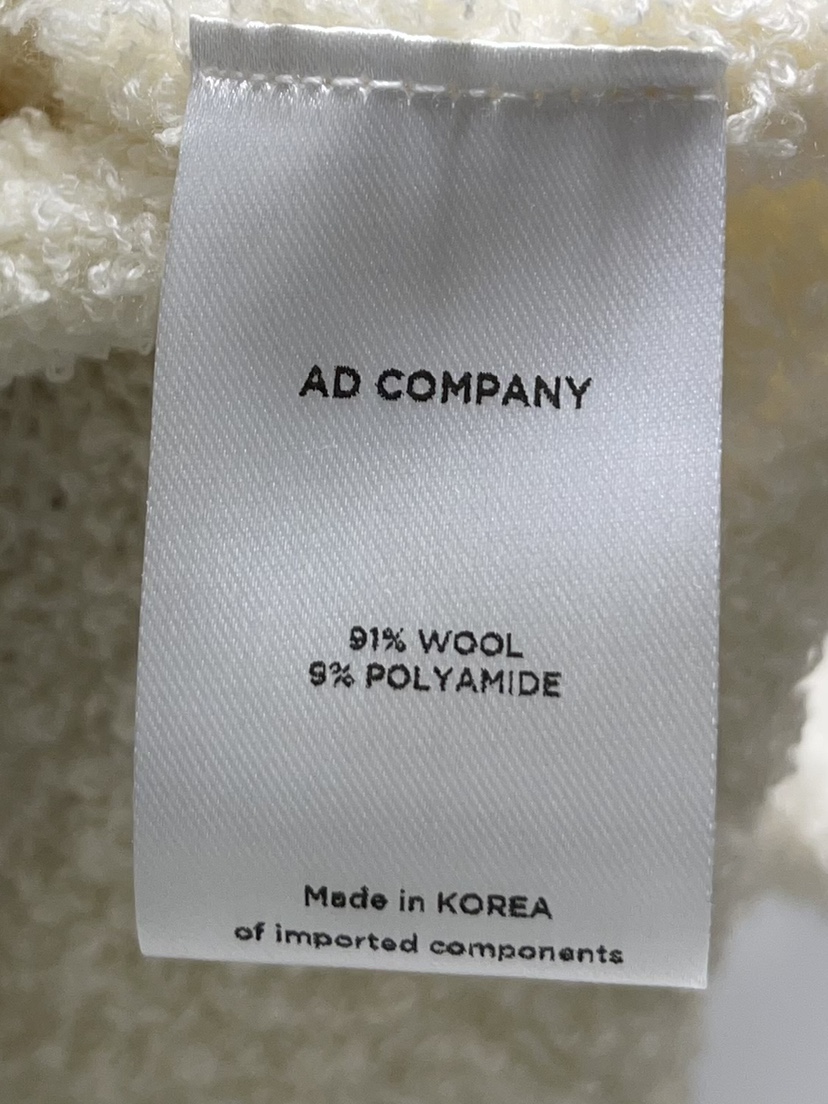 AD COMPANY
91% WOOL
9% POLYAMIDE
Made in KOREA
of imported components